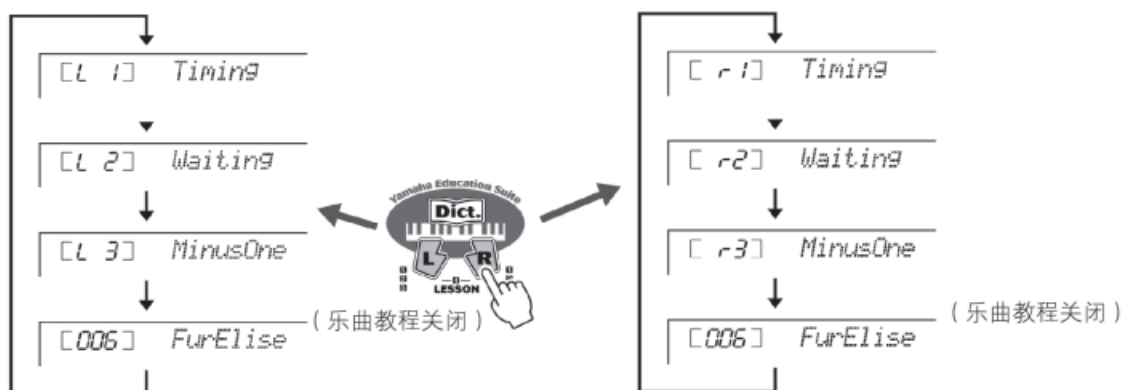 [L 1] Timing
[L 2] Waiting
[L 3] MinusOne
[006] FurElise
(乐曲教程关闭)
Yamaha Education Suite
Dict.
L R
LESSON
[ r1] Timing
[ r2] Waiting
[ r3] MinusOne
[006] FurElise
(乐曲教程关闭)